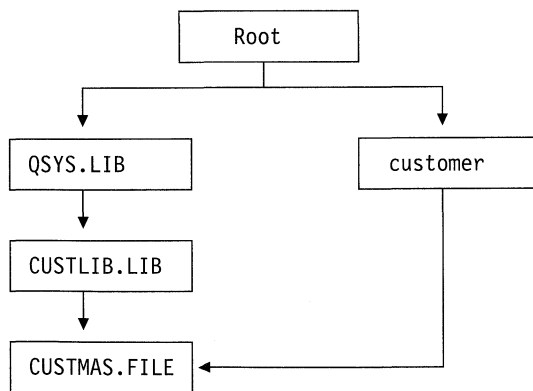 Root
QSYS.LIB
customer
CUSTLIB.LIB
CUSTMAS.FILE